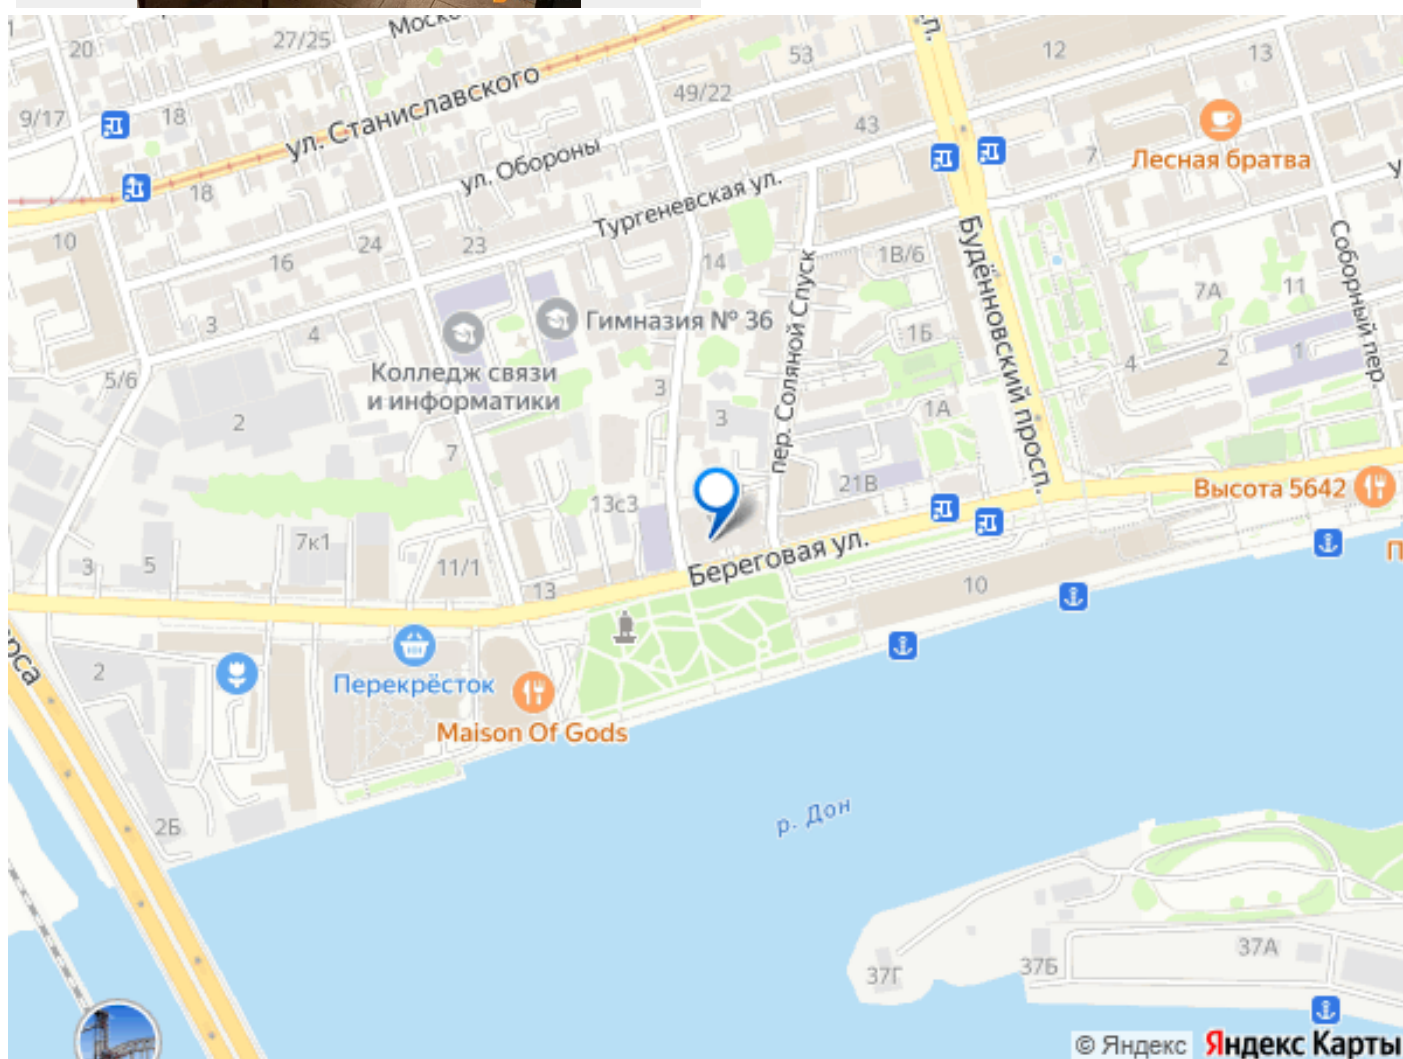 20
27/25
53
12
13
9/17
18
ул. Станиславского
49/22
43
7
Лесная братва
18
ул. Обороны
Тургеневская ул.
10
24
23
16
14
1В/6
Будённовский просп.
Соборный пер.
7А
11
3
4
Гимназия № 36
пер. Соляной Спуск
1Б
5/6
Колледж связи
и информатики
3
3
4
2
1
2
7
1А
13с3
21В
Высота 5642
7к1
3
5
11/1
13
Береговая ул.
10
2
Перекрёсток
Maison Of Gods
2Б
р. Дон
37Г
37Б
37А
© Яндекс
Яндекс Карты